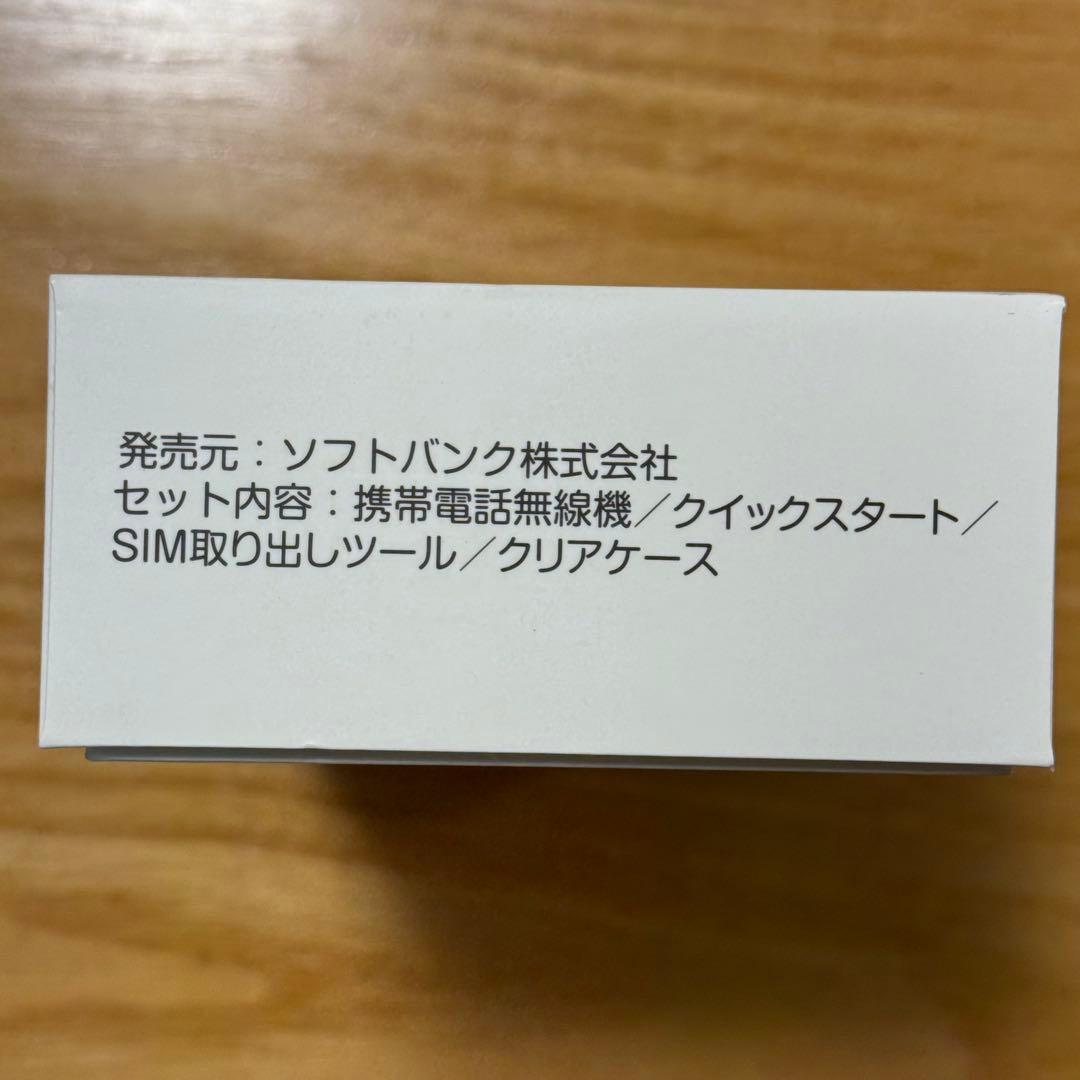 発売元：ソフトバンク株式会社
セット内容：携帯電話無線機／クイックスタート／
SIM取り出しツール／クリアケース